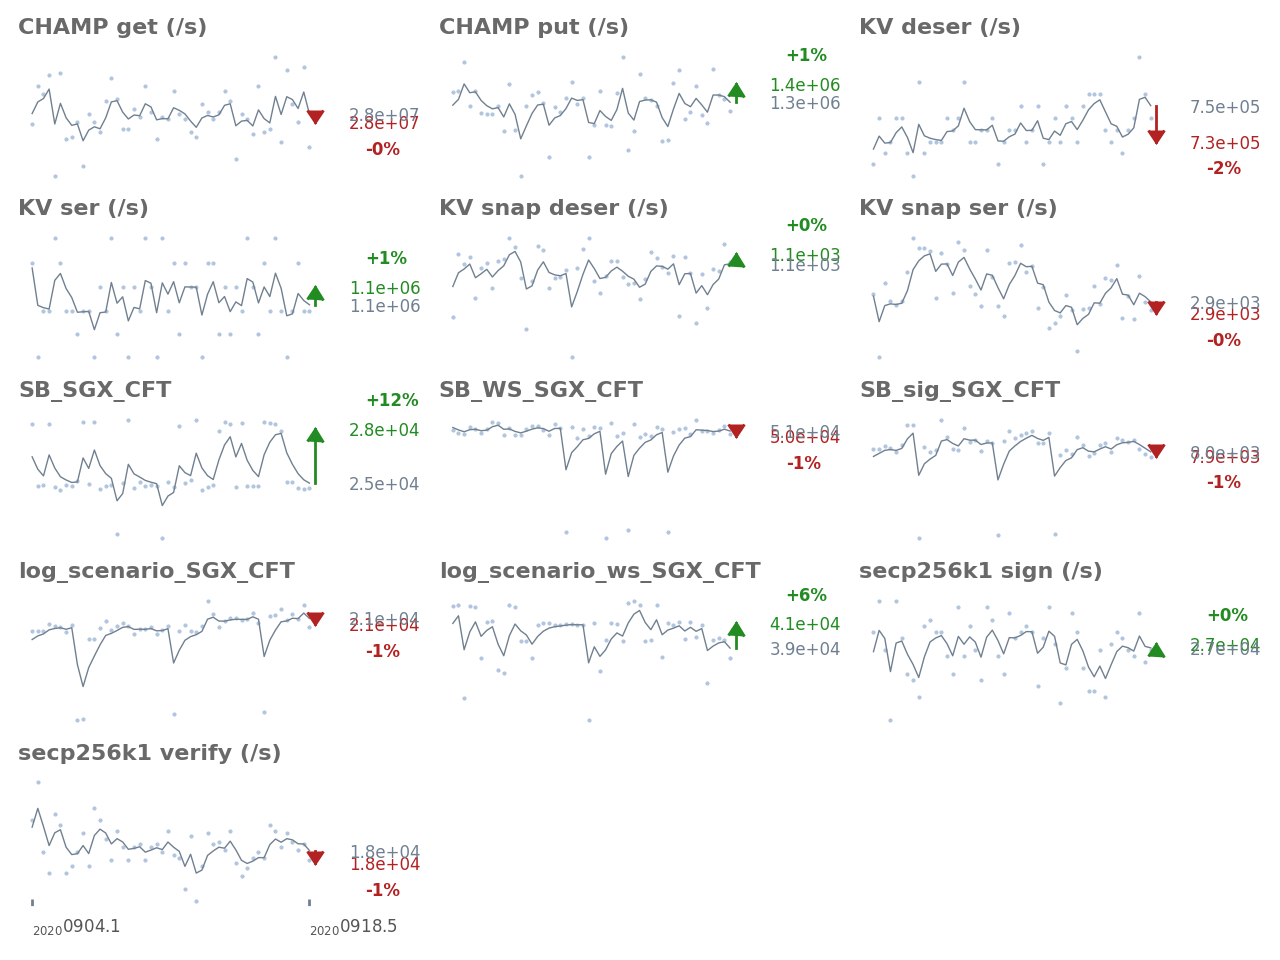 CHAMP get (/s)
2.8e+07
2.8e+07
-0%
CHAMP put (/s)
+1%
1.4e+06
1.3e+06
KV deser (/s)
7.5e+05
7.3e+05
-2%
KV ser (/s)
+1%
1.1e+06
1.1e+06
KV snap deser (/s)
+0%
1.1e+03
1.1e+03
KV snap ser (/s)
2.9e+03
2.9e+03
-0%
SB_SGX_CFT
+12%
2.8e+04
2.5e+04
SB_WS_SGX_CFT
5.1e+04
5.0e+04
-1%
SB_sig_SGX_CFT
8.0e+03
7.9e+03
-1%
log_scenario_SGX_CFT
2.1e+04
2.1e+04
-1%
log_scenario_ws_SGX_CFT
+6%
4.1e+04
3.9e+04
secp256k1 sign (/s)
+0%
2.7e+04
2.7e+04
secp256k1 verify (/s)
1.8e+04
1.8e+04
-1%
20200904.1 20200918.5